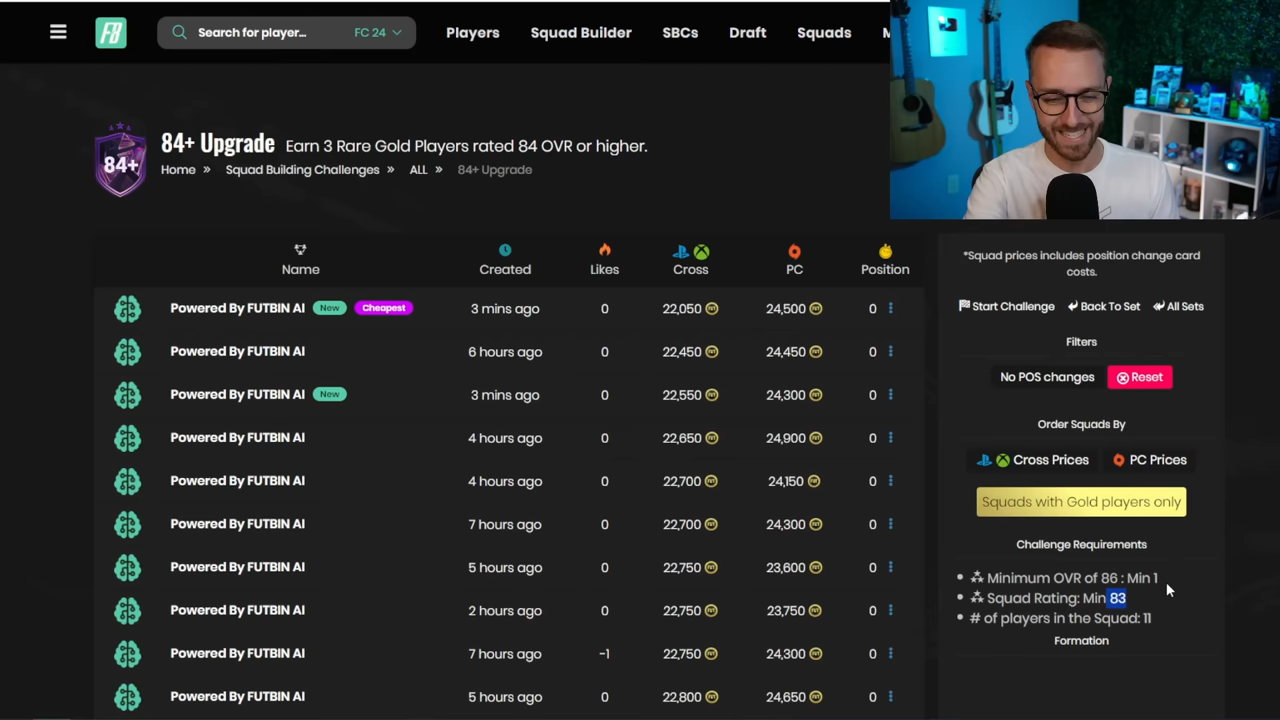 FB
Search for player...
FC 24
Players
Squad Builder
SBCs
Draft
Squads
M
84+
84+ Upgrade
Earn 3 Rare Gold Players rated 84 OVR or higher.
Home » Squad Building Challenges » ALL » 84+ Upgrade
Name Created Likes Cross PC Position
Powered By FUTBIN AI New Cheapest 3 mins ago 0 22,050 24,500 0
Powered By FUTBIN AI 6 hours ago 0 22,450 24,450 0
Powered By FUTBIN AI New 3 mins ago 0 22,550 24,300 0
Powered By FUTBIN AI 4 hours ago 0 22,650 24,900 0
Powered By FUTBIN AI 4 hours ago 0 22,700 24,150 0
Powered By FUTBIN AI 7 hours ago 0 22,700 24,300 0
Powered By FUTBIN AI 5 hours ago 0 22,750 23,600 0
Powered By FUTBIN AI 2 hours ago 0 22,750 23,750 0
Powered By FUTBIN AI 7 hours ago -1 22,750 24,300 0
Powered By FUTBIN AI 5 hours ago 0 22,800 24,650 0
*Squad prices includes position change card
costs.
Start Challenge Back To Set All Sets
Filters
No POS changes Reset
Order Squads By
Cross Prices PC Prices
Squads with Gold players only
Challenge Requirements
Minimum OVR of 86 : Min 1
Squad Rating: Min 83
# of players in the Squad: 11
Formation